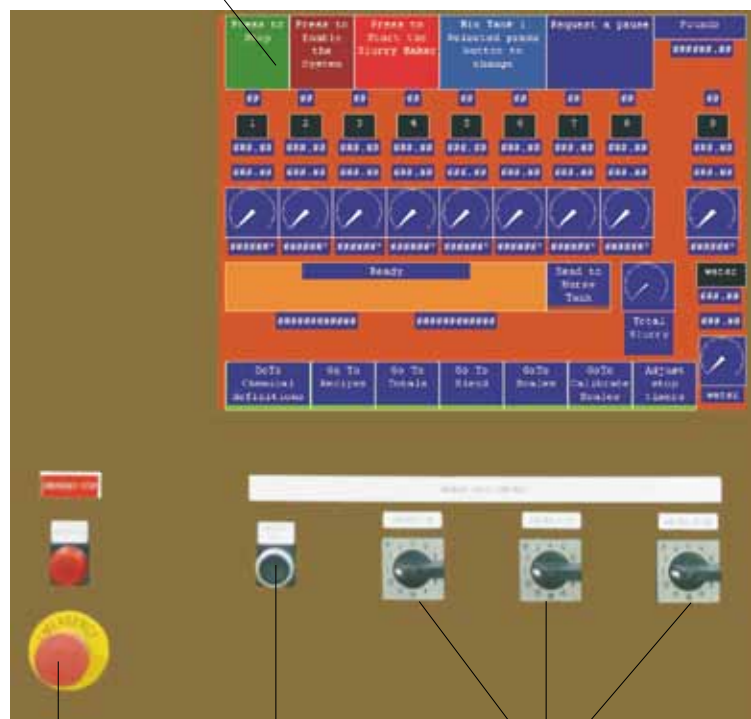 Press to Stop
Press to Enable the System
Press to Start the Slurry Maker
Mix Tank 1 Selected press button to change
Request a pause
Pounds
######.##
## ## ## ## ## ## ## ## ##
1 2 3 4 5 6 7 8 9
###.## ###.## ###.## ###.## ###.## ###.## ###.## ###.## ###.##
###.## ###.## ###.## ###.## ###.## ###.## ###.## ###.## ###.##
######" ######" ######" ######" ######" ######" ######" ######" ######"
Ready
Send to Nurse Tank
water
###.##
############ ############
Total Slurry
###.##
GoTo Chemical definitions
Go To Recipes
Go To Totals
Go To Blend
GoTo Scales
GoTo Calibrate Scales
Adjust stop timers
water
EMERGENCY STOP
EMERGENCY